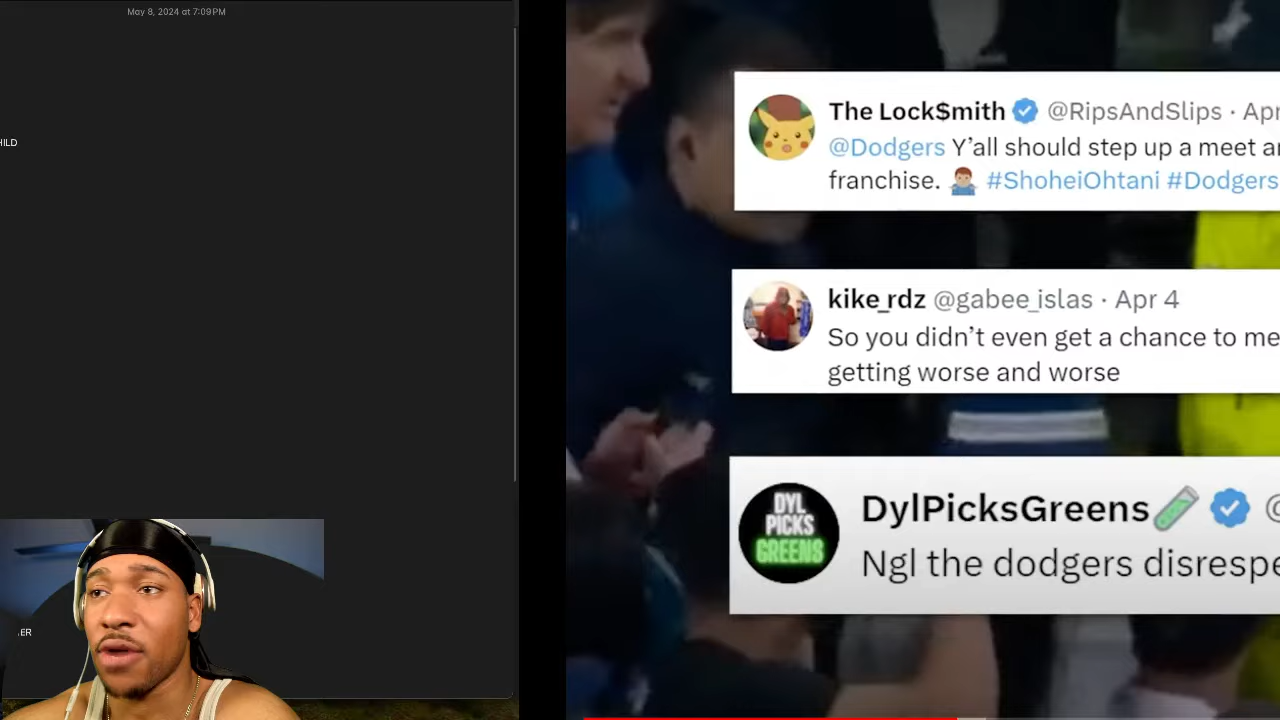 May 8, 2024 at 7:09PM
HILD
ER
The Lock$mith @RipsAndSlips · Apr
@Dodgers Y'all should step up a meet
franchise. 🤷🏽‍♂️ #ShoheiOhtani #Dodgers
kike_rdz @gabee_islas · Apr 4
So you didn't even get a chance to me
getting worse and worse
DYL
PICKS
GREENS
DylPicksGreens🧪 @
Ngl the dodgers disrespe